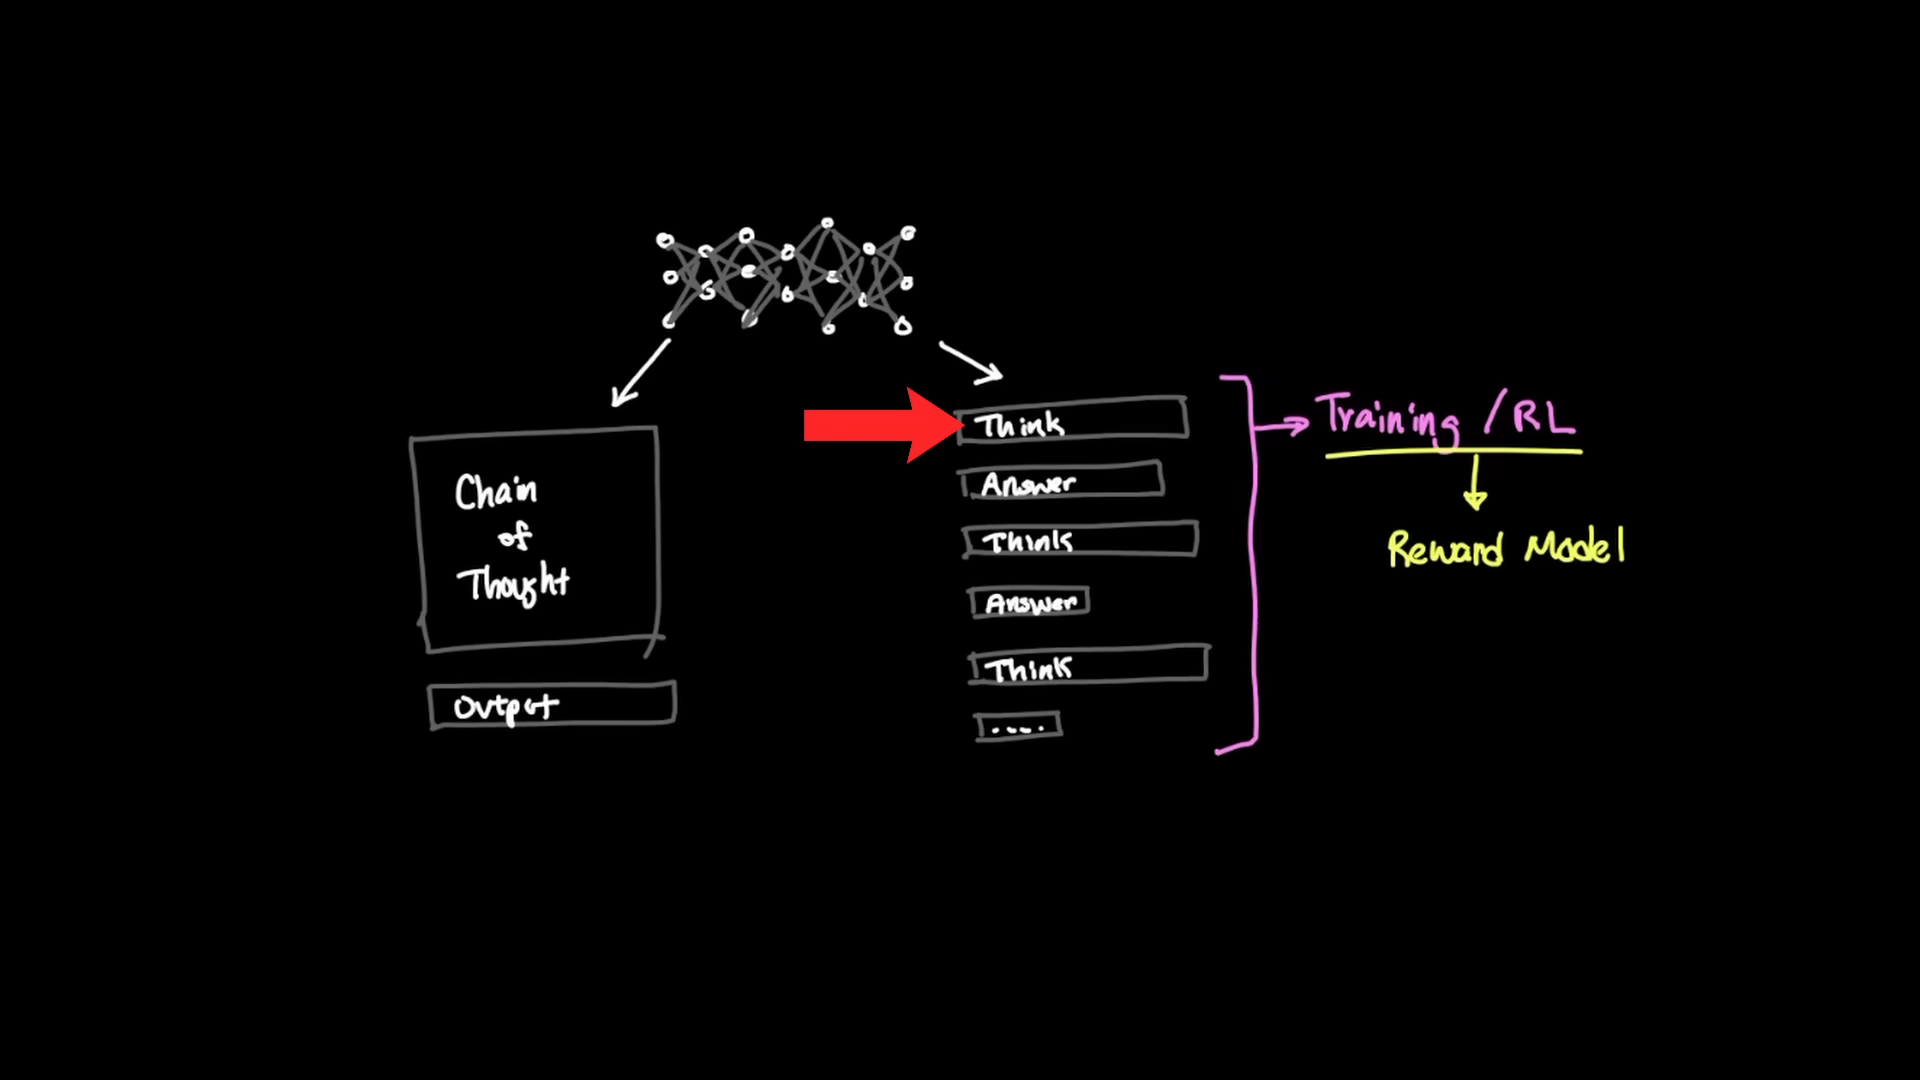 Chain
of
Thought
Output
Think
Answer
Think
Answer
Think
....
Training / RL
Reward Model